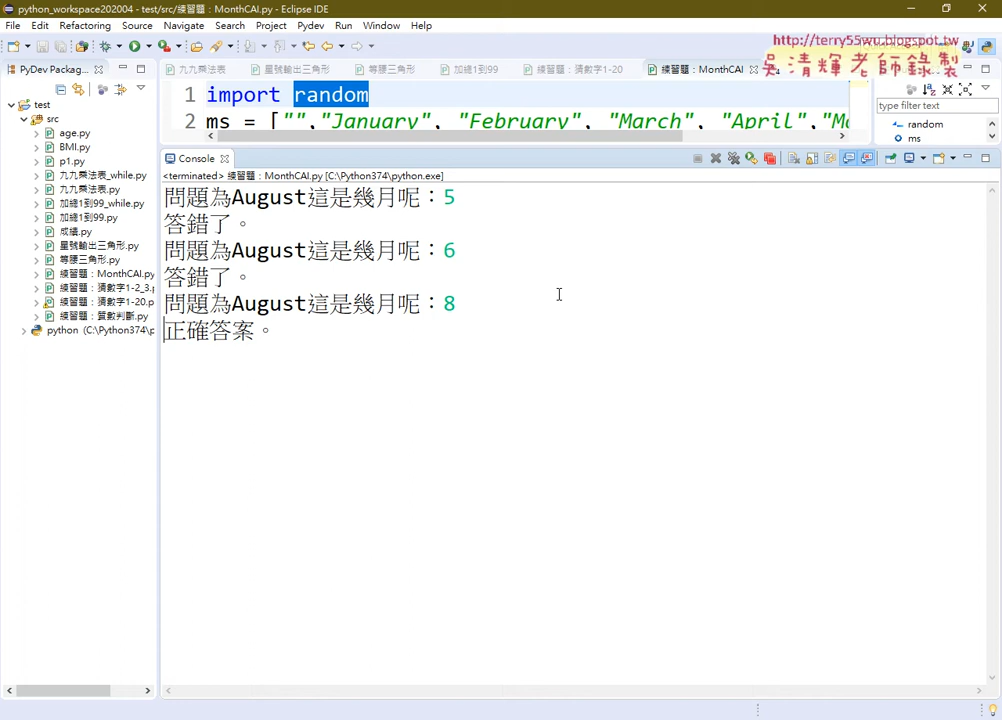 python_workspace202004 - test/src/練習題：MonthCAI.py - Eclipse IDE
File Edit Refactoring Source Navigate Search Project Pydev Run Window Help
http://terry55wu.blogspot.tw
吳清輝老師錄製
PyDev Packag...
九九乘法表
星號輸出三角形
等腰三角形
加總1到99
練習題：猜數字1-20
練習題：MonthCAI
type filter text
random
ms
1 import random
2 ms = ["","January", "February", "March", "April","Ma
test
src
age.py
BMI.py
p1.py
九九乘法表_while.py
九九乘法表.py
加總1到99_while.py
加總1到99.py
成績.py
星號輸出三角形.py
等腰三角形.py
練習題：MonthCAI.py
練習題：猜數字1-2_3.p
練習題：猜數字1-20.p
練習題：質數判斷.py
python (C:\Python374\p
Console
<terminated> 練習題：MonthCAI.py [C:\Python374\python.exe]
問題為August這是幾月呢：5
答錯了。
問題為August這是幾月呢：6
答錯了。
問題為August這是幾月呢：8
正確答案。